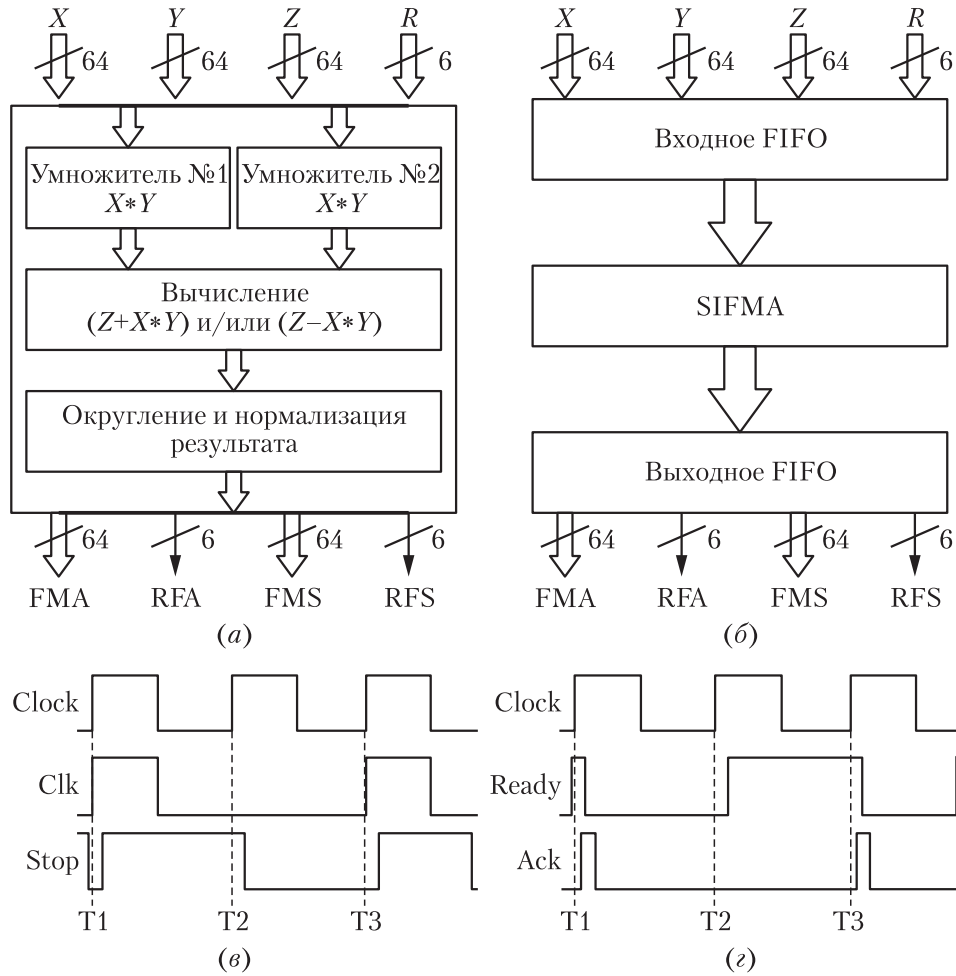 X Y Z R X Y Z R
64 64 64 6 64 64 64 6
Умножитель №1
X*Y
Умножитель №2
X*Y
Вычисление
(Z+X*Y) и/или (Z–X*Y)
Округление и нормализация
результата
64 6 64 6
FMA RFA FMS RFS
(а)
Входное FIFO
SIFMA
Выходное FIFO
64 6 64 6
FMA RFA FMS RFS
(б)
Clock
Clk
Stop
T1 T2 T3
(в)
Clock
Ready
Ack
T1 T2 T3
(г)